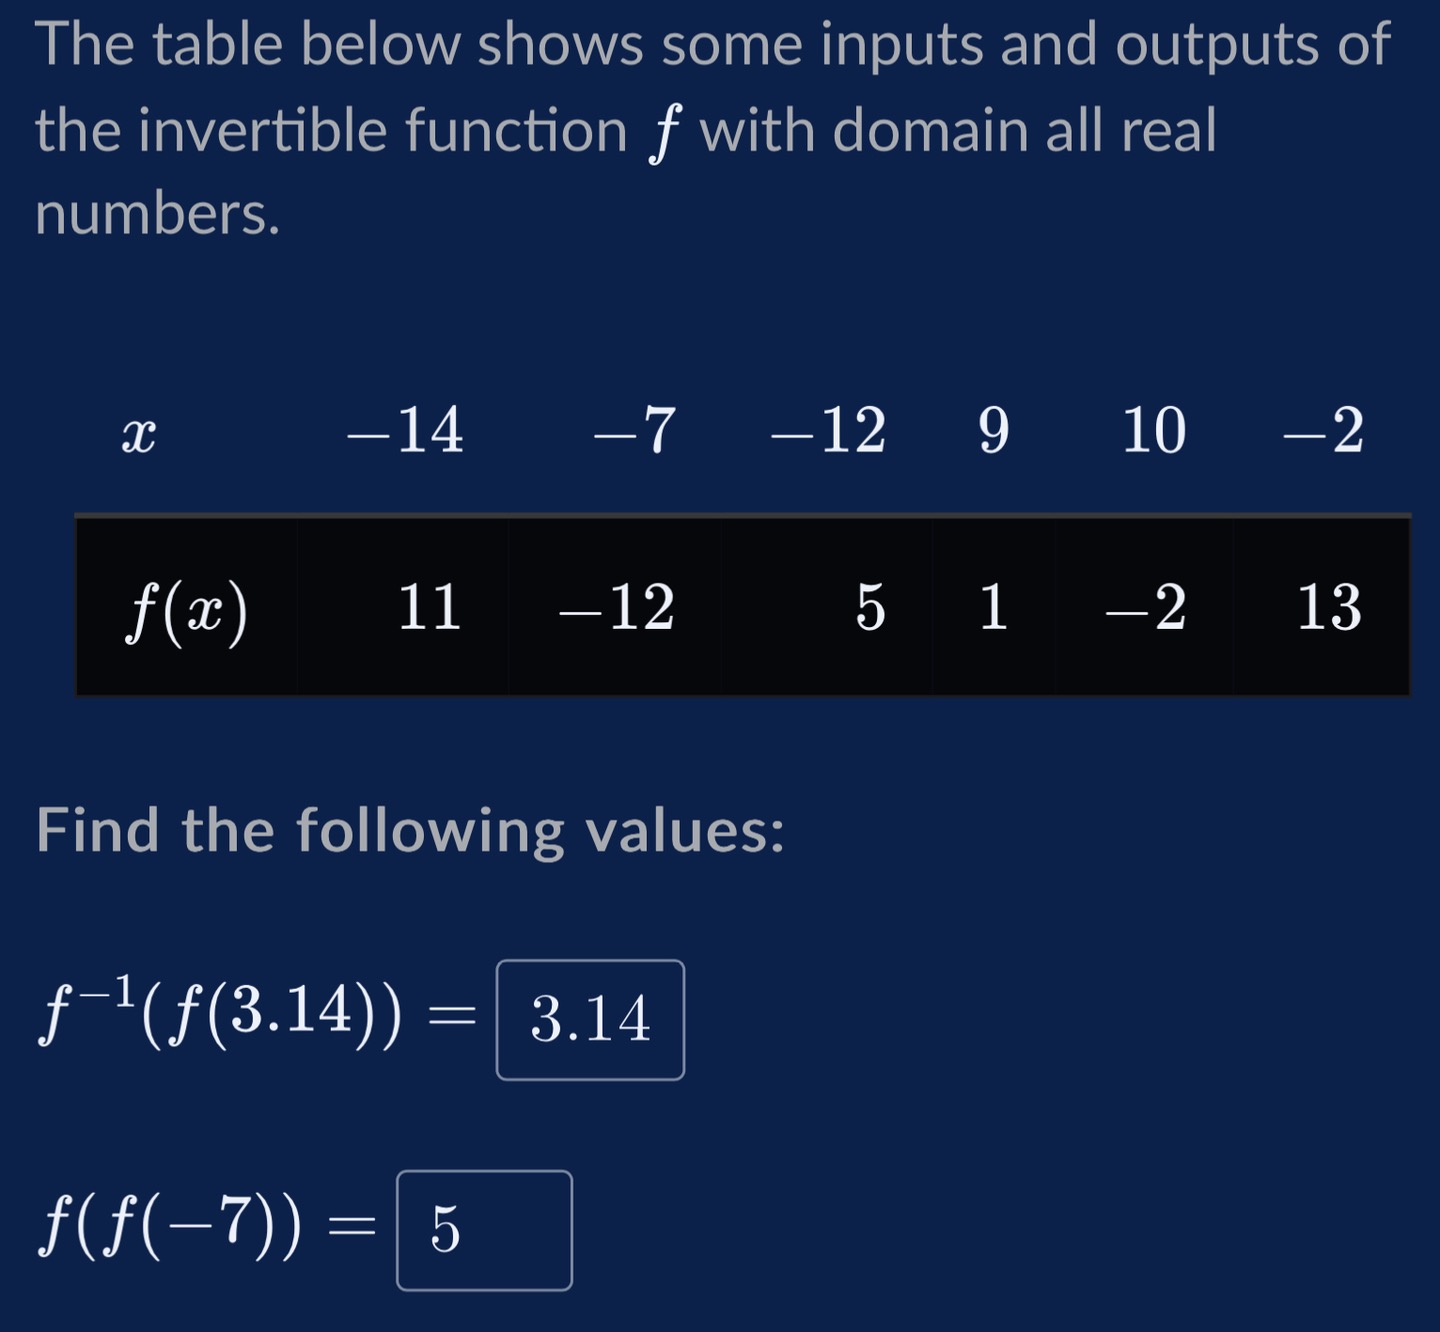 The table below shows some inputs and outputs of
the invertible function f with domain all real
numbers.
x −14 −7 −12 9 10 −2
f(x) 11 −12 5 1 −2 13
Find the following values:
f⁻¹(f(3.14)) = 3.14
f(f(−7)) = 5